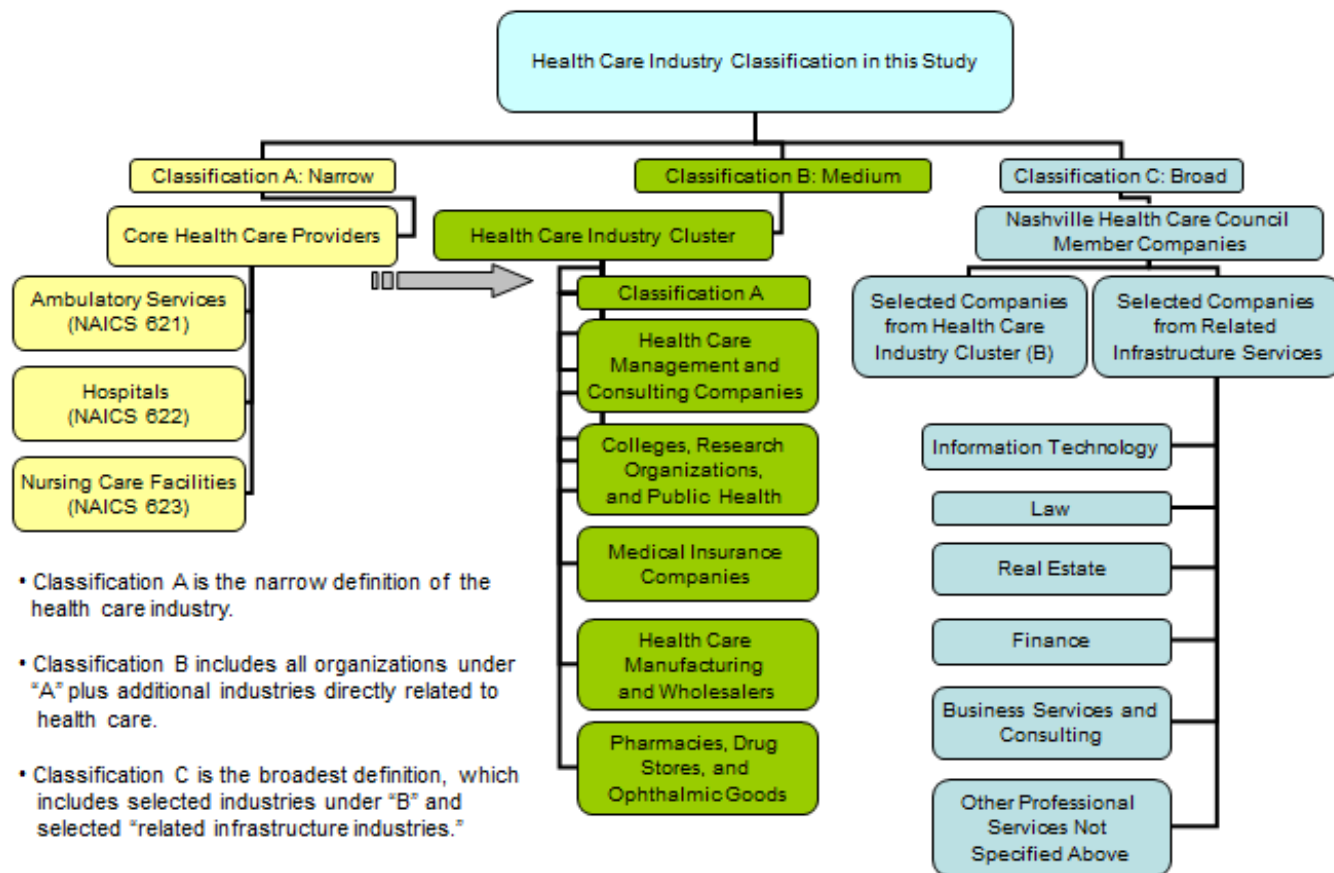 Health Care Industry Classification in this Study
Classification A: Narrow
Core Health Care Providers
Ambulatory Services
(NAICS 621)
Hospitals
(NAICS 622)
Nursing Care Facilities
(NAICS 623)
Classification B: Medium
Health Care Industry Cluster
Classification A
Health Care
Management and
Consulting Companies
Colleges, Research
Organizations,
and Public Health
Medical Insurance
Companies
Health Care
Manufacturing
and Wholesalers
Pharmacies, Drug
Stores, and
Ophthalmic Goods
Classification C: Broad
Nashville Health Care Council
Member Companies
Selected Companies
from Health Care
Industry Cluster (B)
Selected Companies
from Related
Infrastructure Services
Information Technology
Law
Real Estate
Finance
Business Services and
Consulting
Other Professional
Services Not
Specified Above
• Classification A is the narrow definition of the
health care industry.
• Classification B includes all organizations under
“A” plus additional industries directly related to
health care.
• Classification C is the broadest definition, which
includes selected industries under “B” and
selected “related infrastructure industries.”